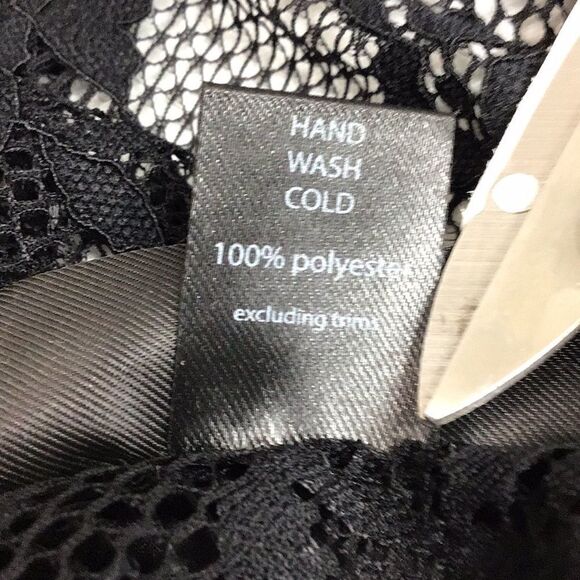 HAND
WASH
COLD
100% polyester
excluding trims